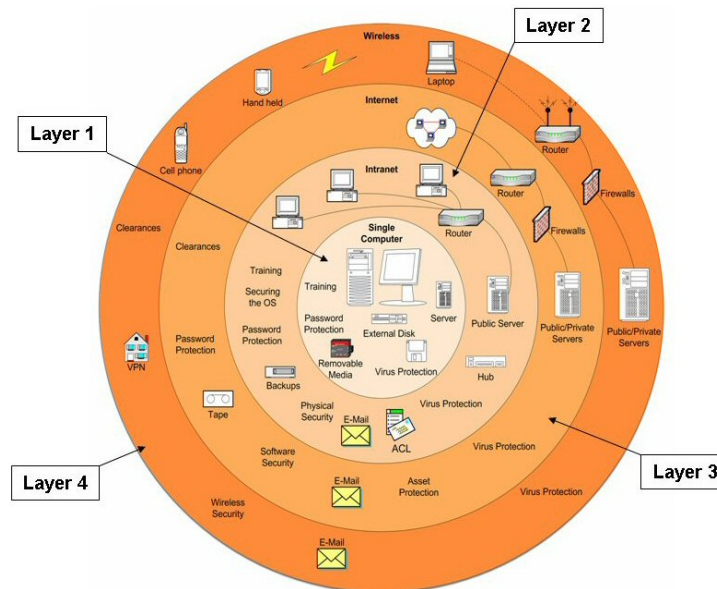 Wireless
Layer 2
Laptop
Hand held
Internet
Layer 1
Router
Cell phone
Intranet
Router
Firewalls
Clearances
Clearances
Router
Firewalls
Single
Computer
Training
Training
Securing
the OS
Server
Public Server
Password
Protection
External Disk
Public/Private
Servers
Public/Private
Servers
Password
Protection
Password
Protection
Removable
Media
Virus Protection
VPN
Backups
Hub
Tape
Physical
Security
Virus Protection
E-Mail
ACL
Software
Security
Virus Protection
Layer 4
Layer 3
Asset
Protection
Virus Protection
Wireless
Security
E-Mail
E-Mail